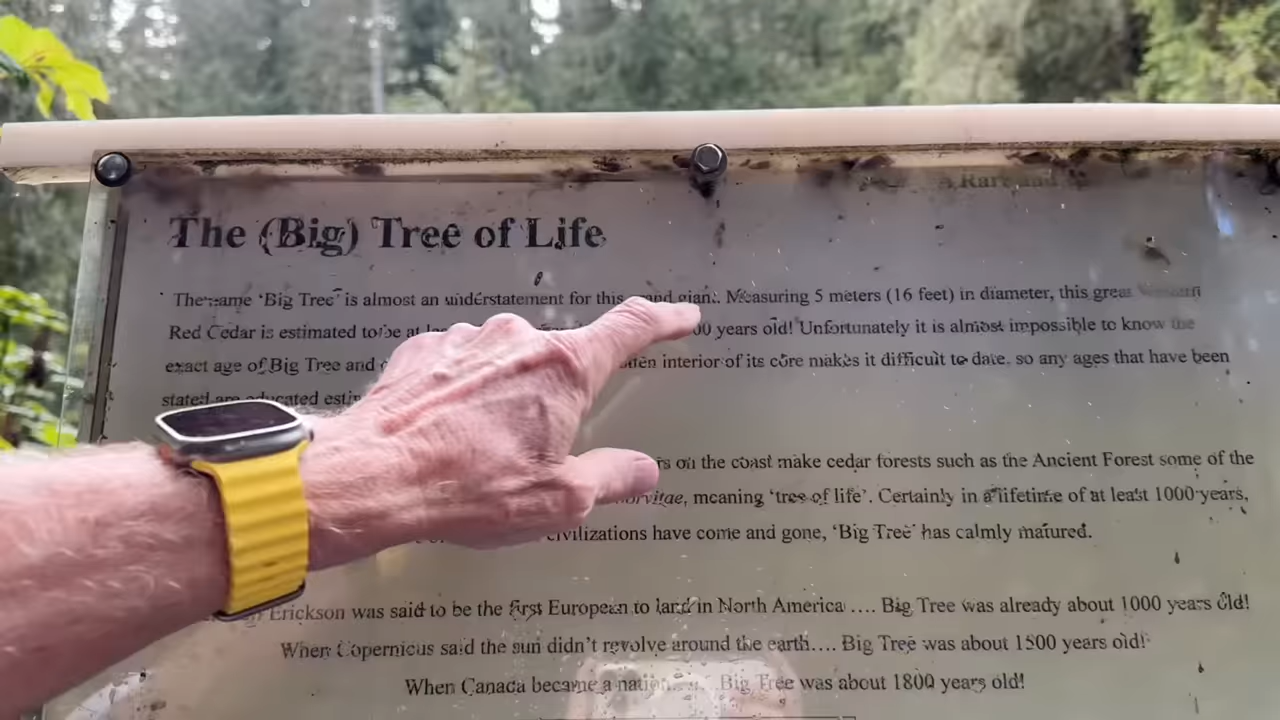 A Rare and
The (Big) Tree of Life
The name 'Big Tree' is almost an understatement for this grand giant. Measuring 5 meters (16 feet) in diameter, this great Western
Red Cedar is estimated to be at 00 years old! Unfortunately it is almost impossible to know the
exact age of Big Tree and interior of its core makes it difficult to date, so any ages that have been
stated are educated
on the coast make cedar forests such as the Ancient Forest some of the
meaning 'tree of life'. Certainly in a lifetime of at least 1000 years,
civilizations have come and gone, 'Big Tree' has calmly matured.
Erickson was said to be the first European to land in North America .... Big Tree was already about 1000 years old!
When Copernicus said the sun didn't revolve around the earth.... Big Tree was about 1500 years old!
When Canada became a nation.... Big Tree was about 1800 years old!